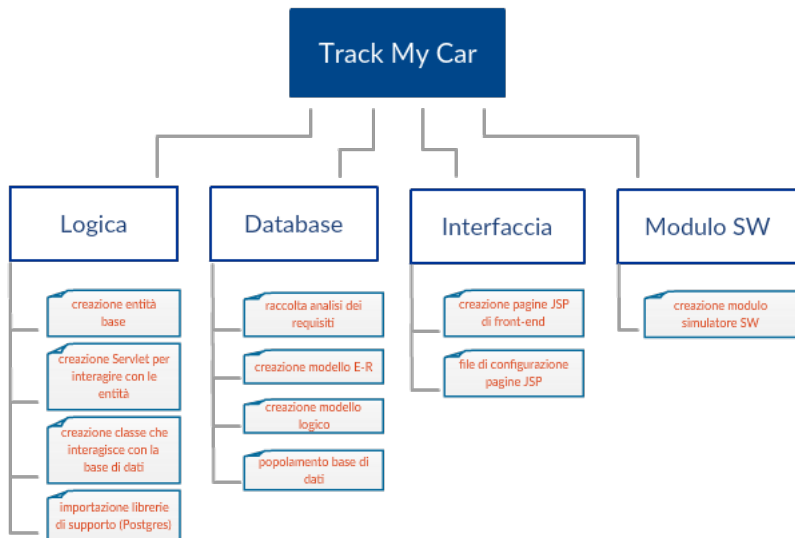 Track My Car
Logica
creazione entità
base
creazione Servlet per
interagire con le
entità
creazione classe che
interagisce con la
base di dati
importazione librerie
di supporto (Postgres)
Database
raccolta analisi dei
requisiti
creazione modello E-R
creazione modello
logico
popolamento base di
dati
Interfaccia
creazione pagine JSP
di front-end
file di configurazione
pagine JSP
Modulo SW
creazione modulo
simulatore SW